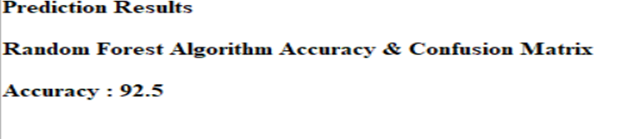 Prediction Results
Random Forest Algorithm Accuracy & Confusion Matrix
Accuracy : 92.5